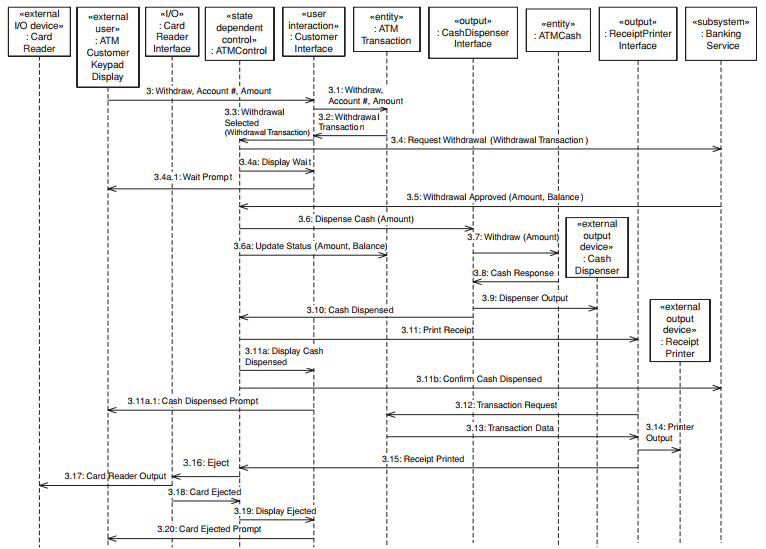 «external
I/O device»
: Card
Reader
«external
user»
: ATM
Customer
Keypad
Display
«I/O»
: Card
Reader
Interface
«state
dependent
control»
: ATMControl
«user
interaction»
: Customer
Interface
«entity»
: ATM
Transaction
«output»
: CashDispenser
Interface
«entity»
: ATMCash
«output»
: ReceiptPrinter
Interface
«subsystem»
: Banking
Service
3: Withdraw, Account #, Amount
3.1: Withdraw,
Account #, Amount
3.2: Withdrawal
Transaction
3.3: Withdrawal
Selected
(Withdrawal Transaction)
3.4: Request Withdrawal (Withdrawal Transaction)
3.4a: Display Wait
3.4a.1: Wait Prompt
3.5: Withdrawal Approved (Amount, Balance)
3.6: Dispense Cash (Amount)
3.7: Withdraw (Amount)
3.6a: Update Status (Amount, Balance)
«external
output
device»
: Cash
Dispenser
3.8: Cash Response
3.9: Dispenser Output
3.10: Cash Dispensed
3.11: Print Receipt
«external
output
device»
: Receipt
Printer
3.11a: Display Cash
Dispensed
3.11b: Confirm Cash Dispensed
3.11a.1: Cash Dispensed Prompt
3.12: Transaction Request
3.13: Transaction Data
3.14: Printer
Output
3.15: Receipt Printed
3.16: Eject
3.17: Card Reader Output
3.18: Card Ejected
3.19: Display Ejected
3.20: Card Ejected Prompt